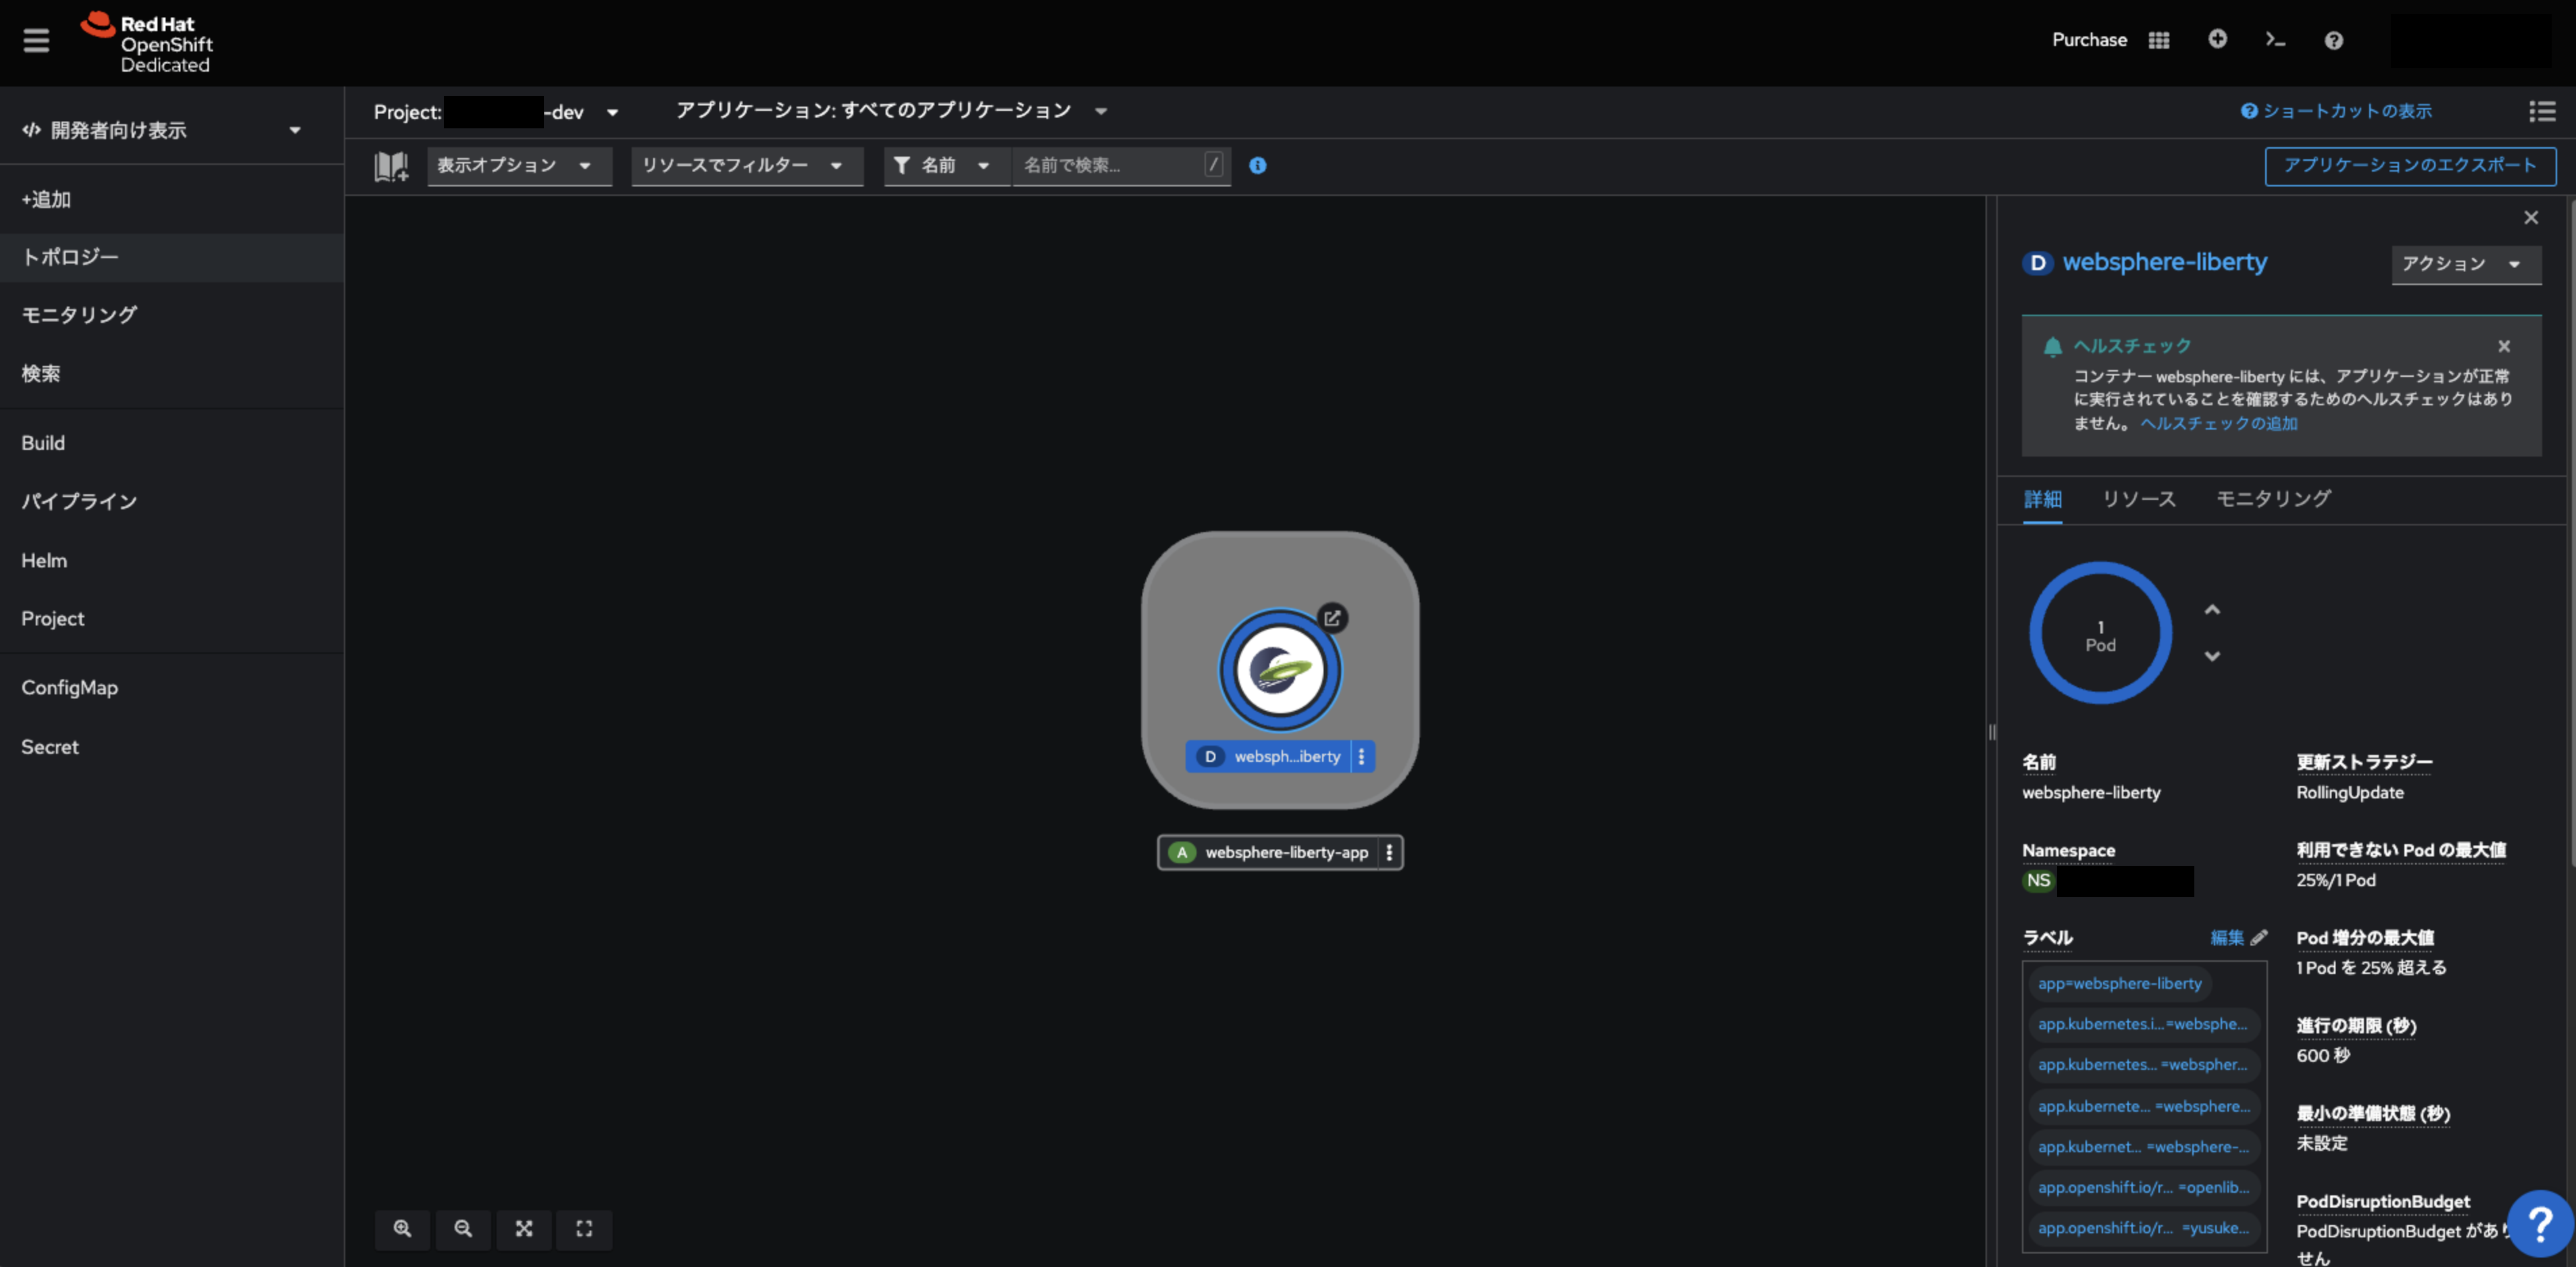 Red Hat
OpenShift
Dedicated
Purchase
開発者向け表示
+追加
トポロジー
モニタリング
検索
Build
パイプライン
Helm
Project
ConfigMap
Secret
Project: -dev
アプリケーション: すべてのアプリケーション
ショートカットの表示
表示オプション
リソースでフィルター
名前
名前で検索...
/
アプリケーションのエクスポート
D websph...iberty
A websphere-liberty-app
D websphere-liberty
アクション
ヘルスチェック
コンテナー websphere-liberty には、アプリケーションが正常
に実行されていることを確認するためのヘルスチェックはあり
ません。 ヘルスチェックの追加
詳細 リソース モニタリング
1
Pod
名前
websphere-liberty
Namespace
NS
ラベル
編集
app=websphere-liberty
app.kubernetes.i...=websphe...
app.kubernetes... =webspher...
app.kubernete... =websphere...
app.kubernet... =websphere-...
app.openshift.io/r... =openlib...
app.openshift.io/r... =yusuke...
更新ストラテジー
RollingUpdate
利用できない Pod の最大値
25%/1 Pod
Pod 増分の最大値
1 Pod を 25% 超える
進行の期限 (秒)
600 秒
最小の準備状態 (秒)
未設定
PodDisruptionBudget
PodDisruptionBudget があり
せん